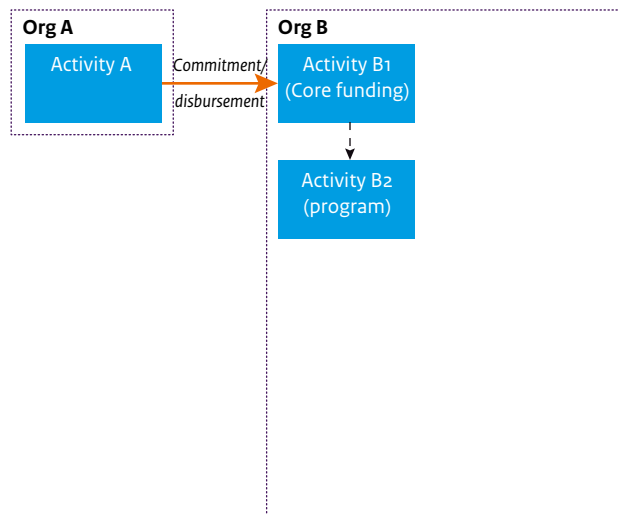 Org A
Activity A
Commitment/
disbursement
Org B
Activity B1
(Core funding)
Activity B2
(program)